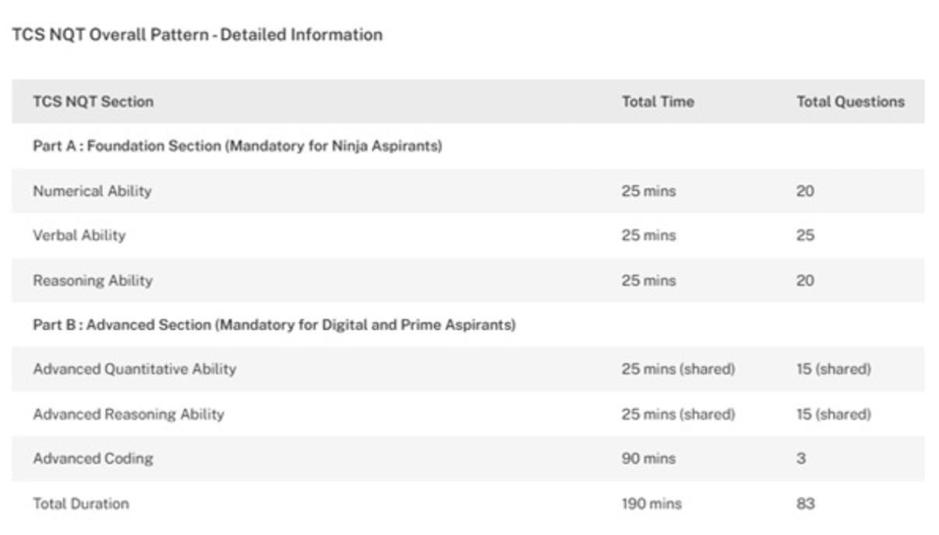 TCS NQT Overall Pattern - Detailed Information
TCS NQT Section Total Time Total Questions
Part A : Foundation Section (Mandatory for Ninja Aspirants)
Numerical Ability 25 mins 20
Verbal Ability 25 mins 25
Reasoning Ability 25 mins 20
Part B : Advanced Section (Mandatory for Digital and Prime Aspirants)
Advanced Quantitative Ability 25 mins (shared) 15 (shared)
Advanced Reasoning Ability 25 mins (shared) 15 (shared)
Advanced Coding 90 mins 3
Total Duration 190 mins 83